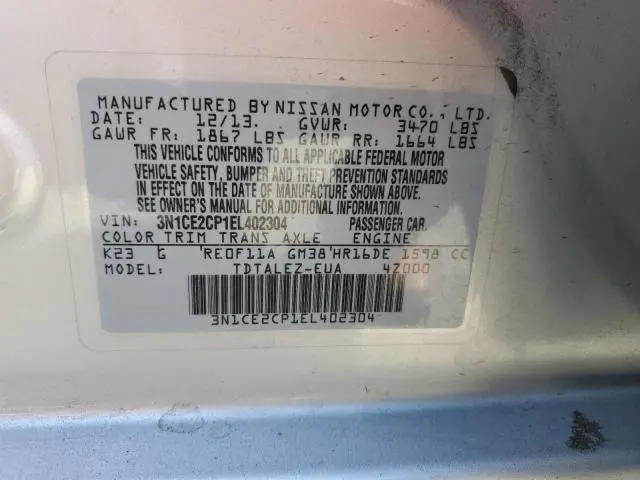 MANUFACTURED BY NISSAN MOTOR CO., LTD.
DATE: 12/13. GVWR: 3470 LBS
GAWR FR: 1867 LBS GAWR RR: 1664 LBS
THIS VEHICLE CONFORMS TO ALL APPLICABLE FEDERAL MOTOR
VEHICLE SAFETY, BUMPER AND THEFT PREVENTION STANDARDS
IN EFFECT ON THE DATE OF MANUFACTURE SHOWN ABOVE.
SEE OWNER'S MANUAL FOR ADDITIONAL INFORMATION.
VIN: 3N1CE2CP1EL402304 PASSENGER CAR.
COLOR TRIM TRANS AXLE ENGINE
K23 G 'RE0F11A GM38'HR16DE 1598 CC
MODEL: TDTALEZ-EUA 4Z000
3N1CE2CP1EL402304